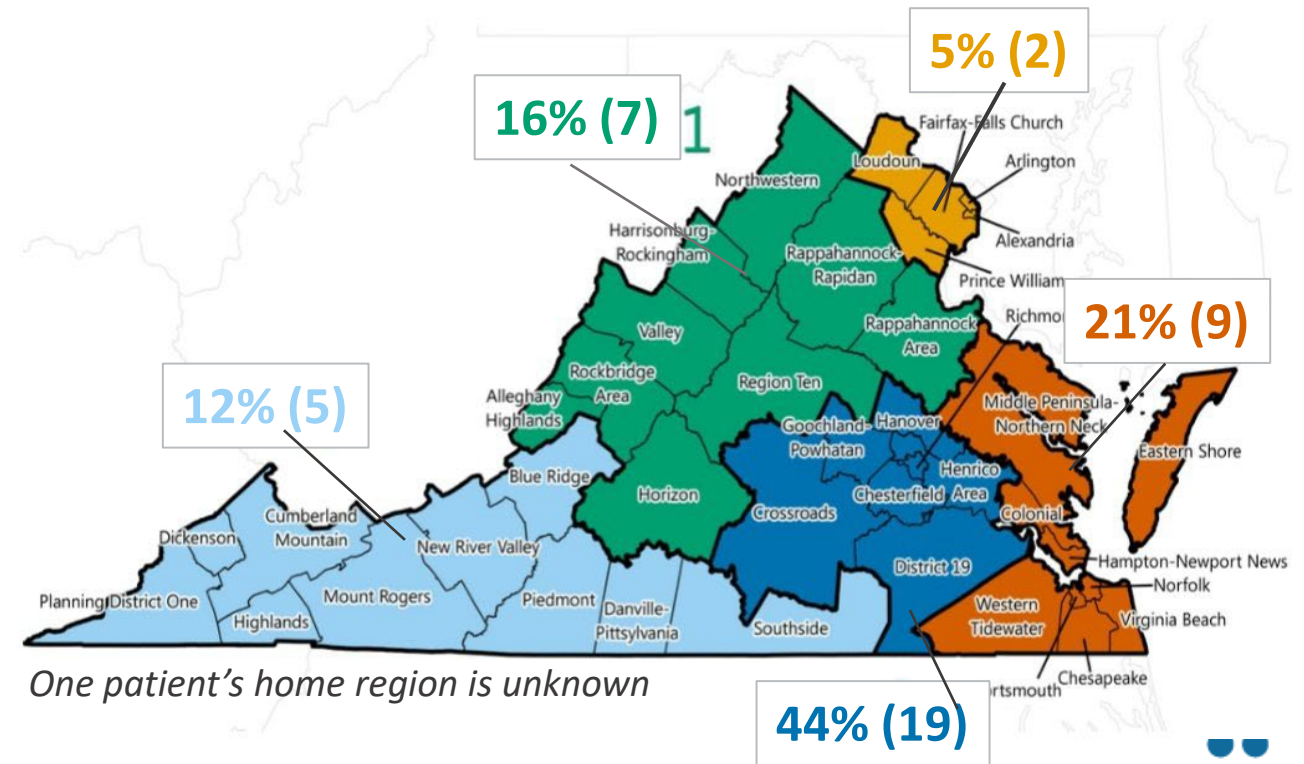 5% (2)
16% (7)
1
Fairfax-Falls Church
Loudoun
Arlington
Northwestern
Harrisonburg-
Rockingham
Rappahannock-
Rapidan
Alexandria
Prince William
21% (9)
Valley
Rappahannock
Area
Rockbridge
Area
Region Ten
12% (5)
Alleghany
Highlands
Goochland-
Powhatan
Hanover
Middle Peninsula-
Northern Neck
Eastern Shore
Blue Ridge
Horizon
Henrico
Area
Chesterfield
Crossroads
Colonial
Cumberland
Mountain
Dickenson
New River Valley
District 19
Hampton-Newport News
Norfolk
Planning District One
Mount Rogers
Highlands
Piedmont
Danville-
Pittsylvania
Southside
Western
Tidewater
Virginia Beach
Chesapeake
One patient's home region is unknown
44% (19)